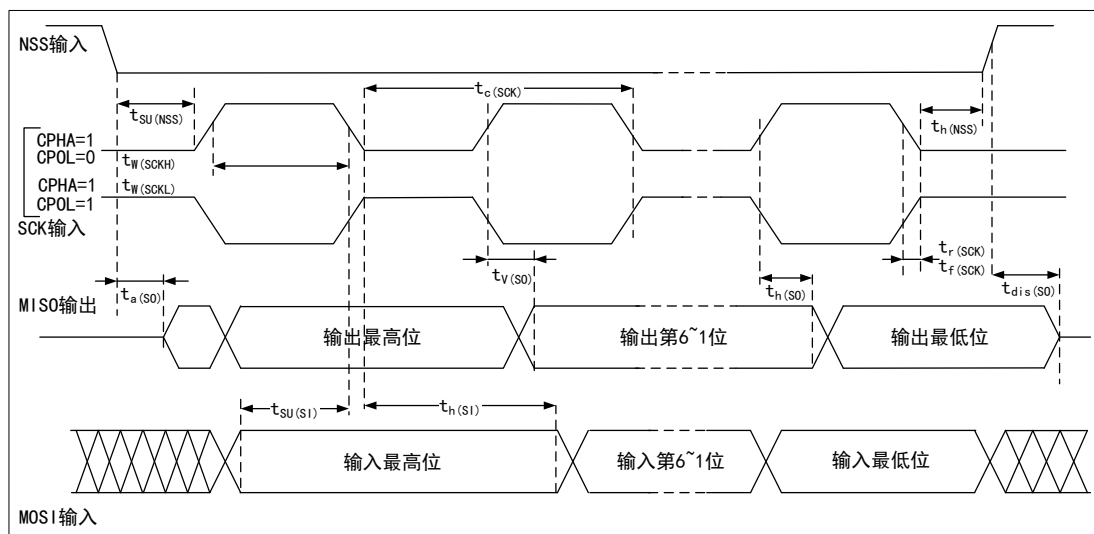 NSS输入
tc(SCK)
tSU(NSS)
th(NSS)
CPHA=1
CPOL=0
tW(SCKH)
CPHA=1
tW(SCKL)
CPOL=1
SCK输入
tr(SCK)
tV(SO)
tf(SCK)
ta(SO)
th(SO)
tdis(SO)
MISO输出
输出最高位
输出第6~1位
输出最低位
tSU(SI)
th(SI)
输入最高位
输入第6~1位
输入最低位
MOSI输入